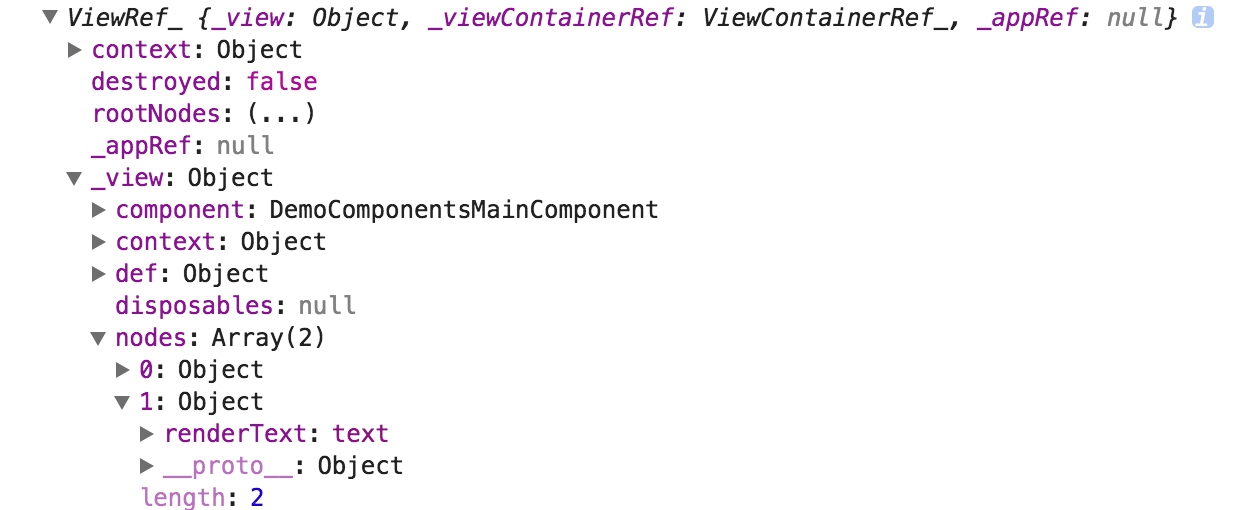 ViewRef_ {_view: Object, _viewContainerRef: ViewContainerRef_, _appRef: null} i
context: Object
destroyed: false
rootNodes: (...)
_appRef: null
_view: Object
component: DemoComponentsMainComponent
context: Object
def: Object
disposables: null
nodes: Array(2)
0: Object
1: Object
renderText: text
__proto__: Object
length: 2